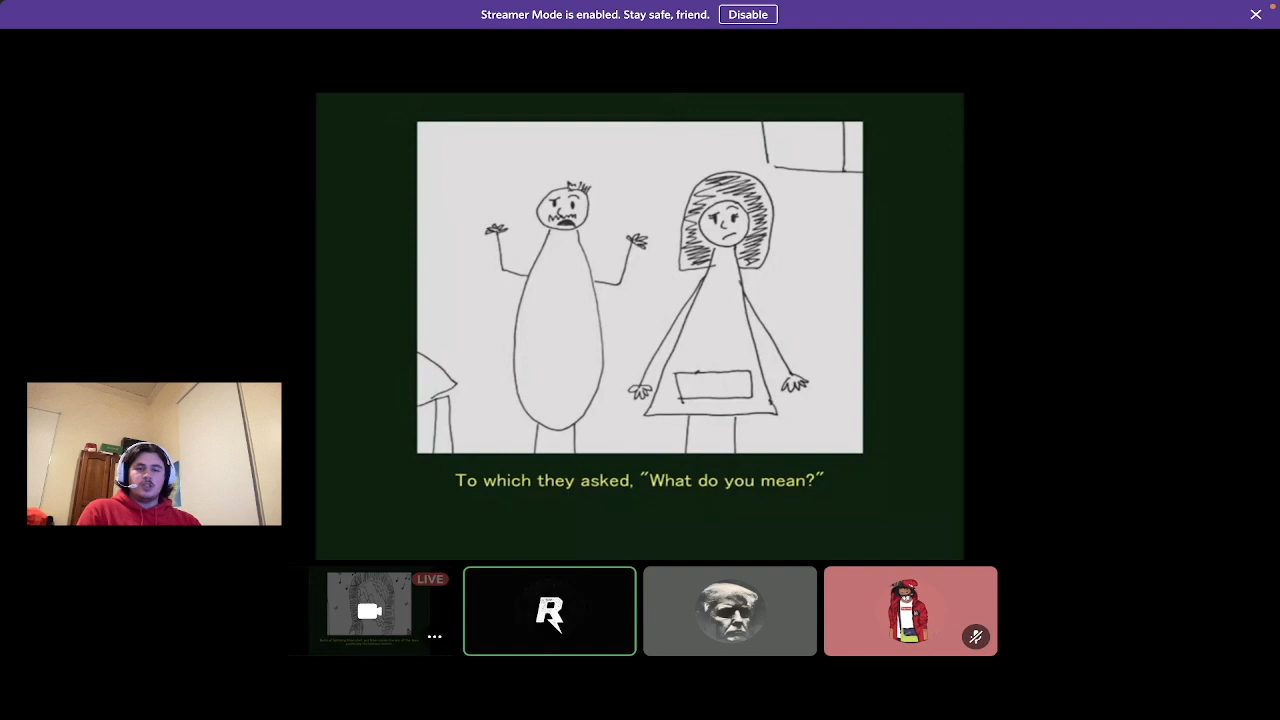 Streamer Mode is enabled. Stay safe, friend. Disable
To which they asked, "What do you mean?"
LIVE
R